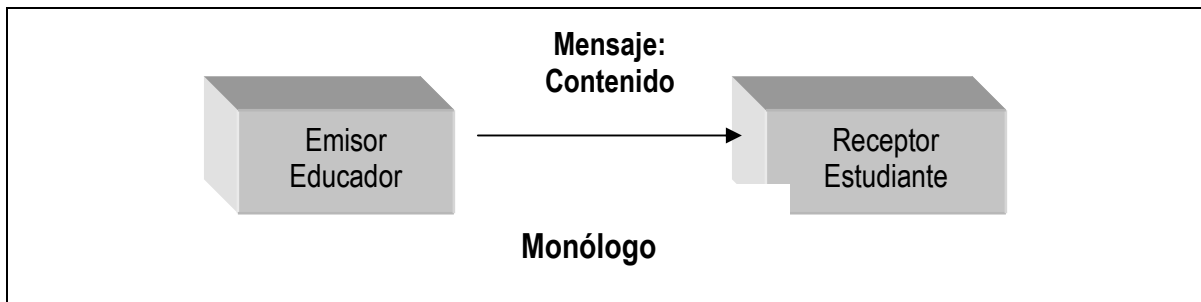 Mensaje:
Contenido
Emisor
Educador
Receptor
Estudiante
Monólogo